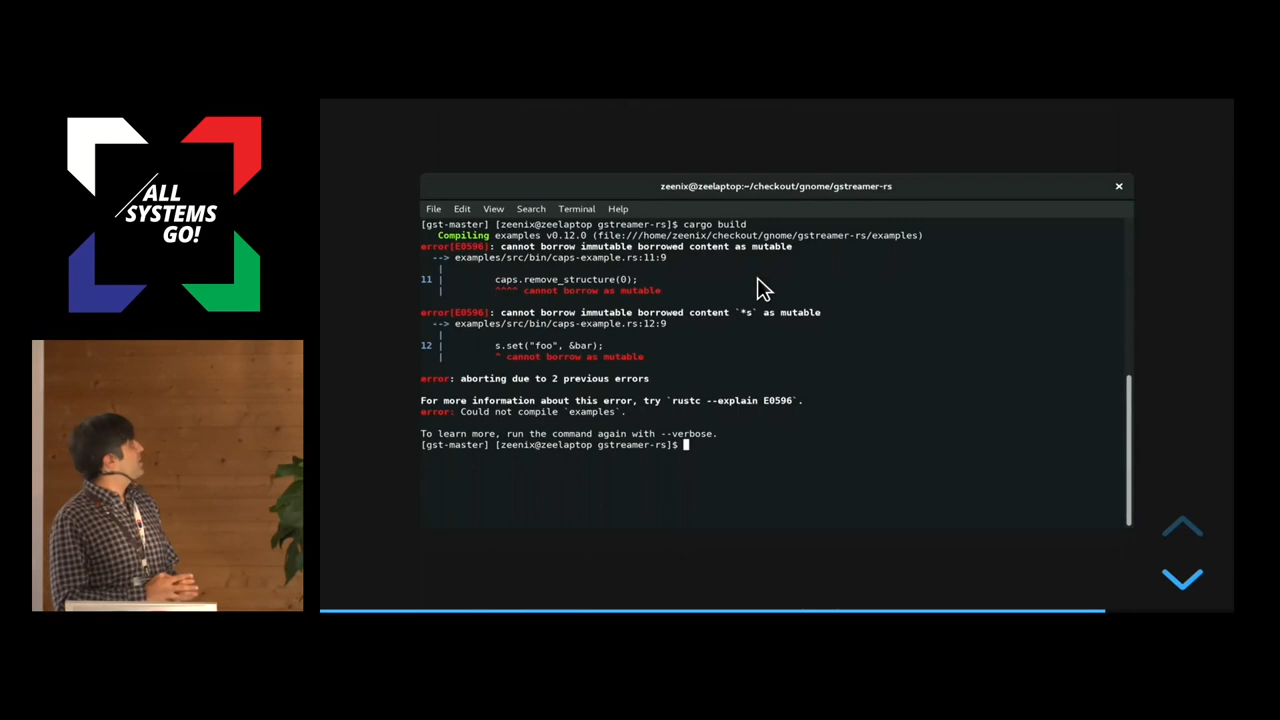 ALL
SYSTEMS
GO!
zeenix@zeelaptop:~/checkout/gnome/gstreamer-rs
File Edit View Search Terminal Help
[gst-master] [zeenix@zeelaptop gstreamer-rs]$ cargo build
Compiling examples v0.12.0 (file:///home/zeenix/checkout/gnome/gstreamer-rs/examples)
error[E0596]: cannot borrow immutable borrowed content as mutable
--> examples/src/bin/caps-example.rs:11:9
|
11 | caps.remove_structure(0);
| ^^^^ cannot borrow as mutable
error[E0596]: cannot borrow immutable borrowed content `*s` as mutable
--> examples/src/bin/caps-example.rs:12:9
|
12 | s.set("foo", &bar);
| ^ cannot borrow as mutable
error: aborting due to 2 previous errors
For more information about this error, try `rustc --explain E0596`.
error: Could not compile `examples`.
To learn more, run the command again with --verbose.
[gst-master] [zeenix@zeelaptop gstreamer-rs]$